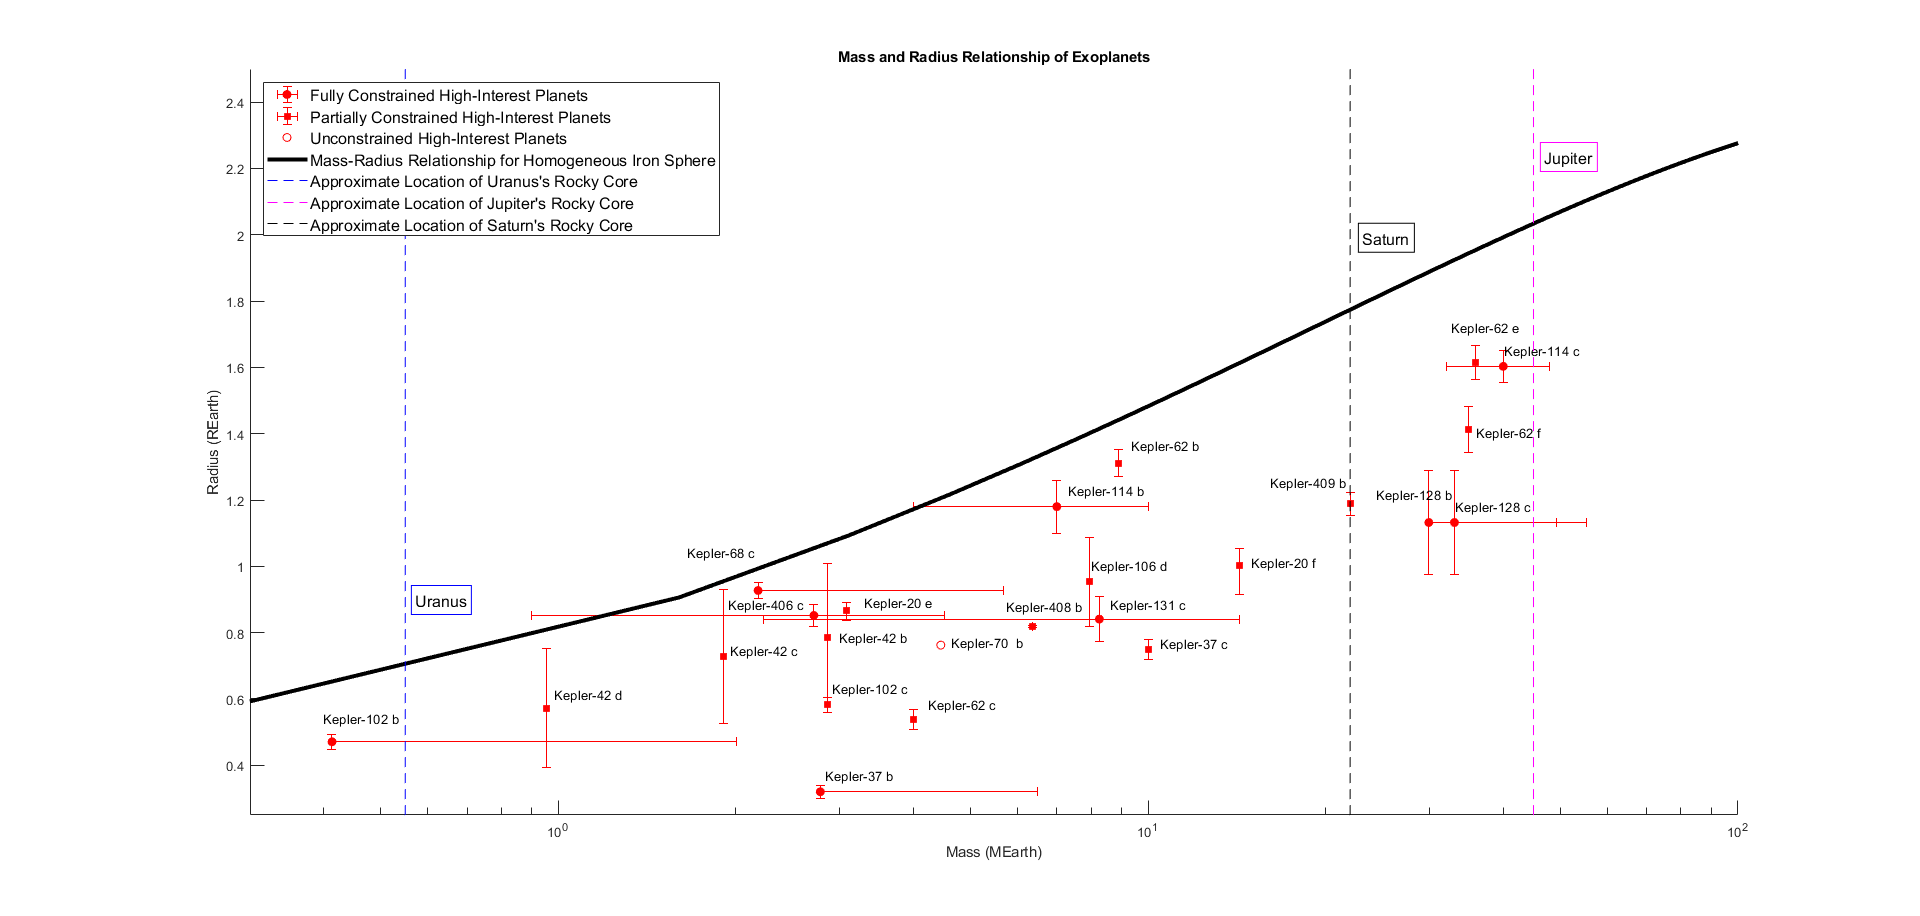 Mass and Radius Relationship of Exoplanets
Fully Constrained High-Interest Planets
Partially Constrained High-Interest Planets
Unconstrained High-Interest Planets
Mass-Radius Relationship for Homogeneous Iron Sphere
Approximate Location of Uranus's Rocky Core
Approximate Location of Jupiter's Rocky Core
Approximate Location of Saturn's Rocky Core
2.4
2.2
2
1.8
1.6
1.4
1.2
1
0.8
0.6
0.4
Radius (REarth)
Jupiter
Saturn
Uranus
Kepler-62 e
Kepler-114 c
Kepler-62 f
Kepler-62 b
Kepler-409 b
Kepler-114 b
Kepler-128 b
Kepler-128 c
Kepler-68 c
Kepler-106 d
Kepler-20 f
Kepler-406 c
Kepler-20 e
Kepler-408 b
Kepler-131 c
Kepler-42 b
Kepler-70 b
Kepler-37 c
Kepler-42 c
Kepler-42 d
Kepler-102 c
Kepler-62 c
Kepler-102 b
Kepler-37 b
10^0
10^1
10^2
Mass (MEarth)